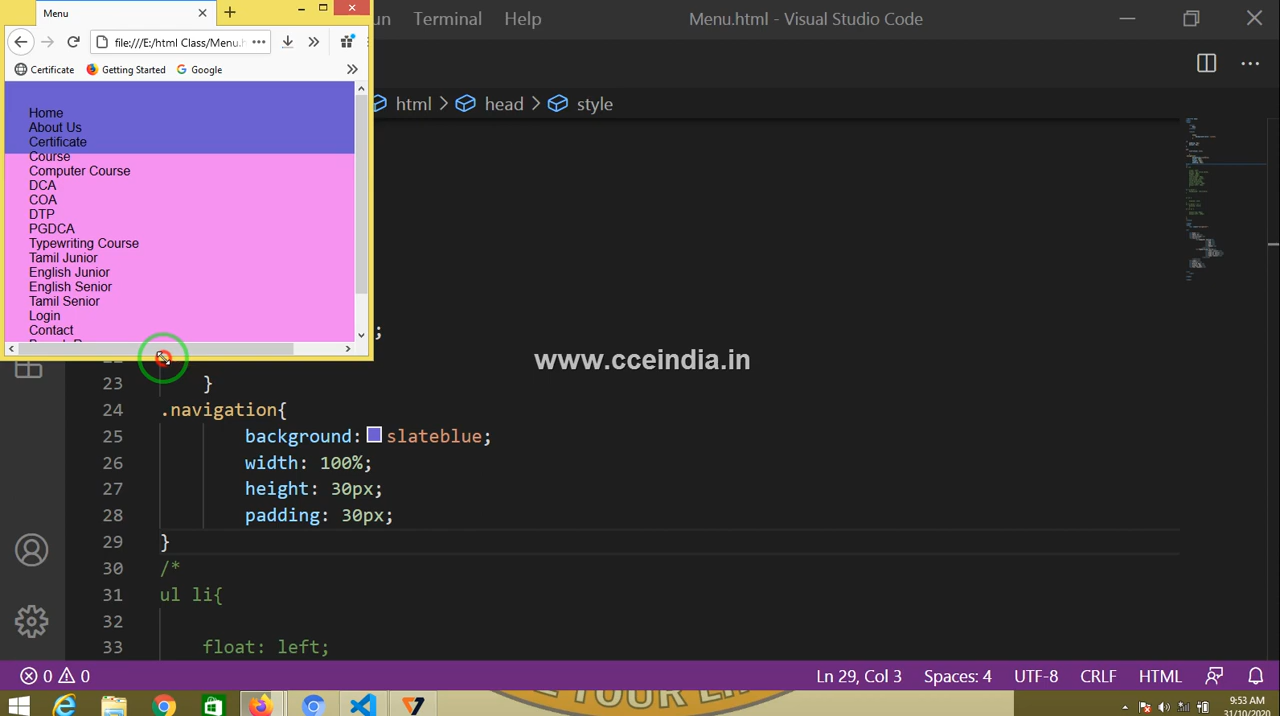 Menu
un Terminal Help
Menu.html - Visual Studio Code
file:///E:/html Class/Menu.h
Certificate Getting Started Google
html > head > style
Home
About Us
Certificate
Course
Computer Course
DCA
COA
DTP
PGDCA
Typewriting Course
Tamil Junior
English Junior
English Senior
Tamil Senior
Login
Contact
;
www.cceindia.in
23 }
24 .navigation{
25 background: slateblue;
26 width: 100%;
27 height: 30px;
28 padding: 30px;
29 }
30 /*
31 ul li{
32
33 float: left;
0 0
Ln 29, Col 3 Spaces: 4 UTF-8 CRLF HTML
9:53 AM
31/10/2020